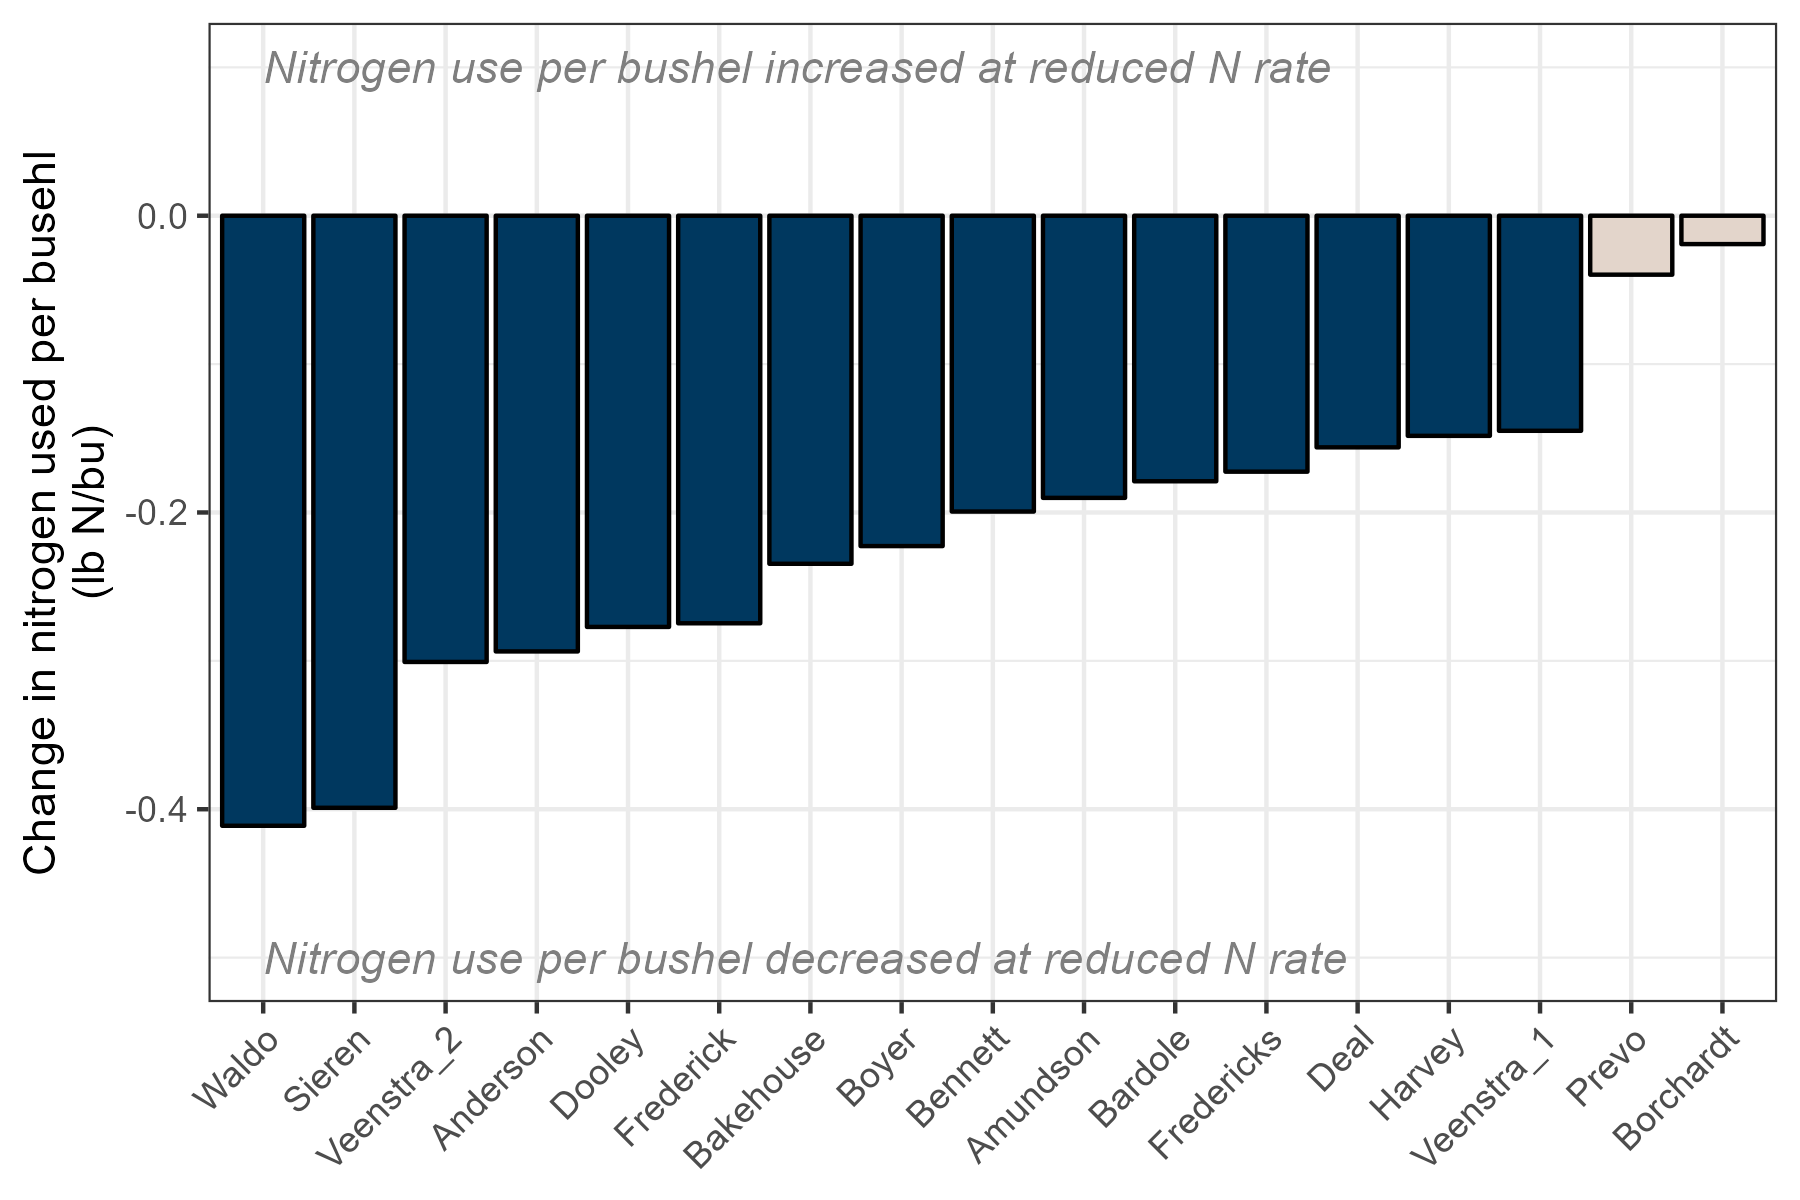 Nitrogen use per bushel increased at reduced N rate
Change in nitrogen used per busehl
(lb N/bu)
0.0
-0.2
-0.4
Nitrogen use per bushel decreased at reduced N rate
Waldo
Sieren
Veenstra_2
Anderson
Dooley
Frederick
Bakehouse
Boyer
Bennett
Amundson
Bardole
Fredericks
Deal
Harvey
Veenstra_1
Prevo
Borchardt